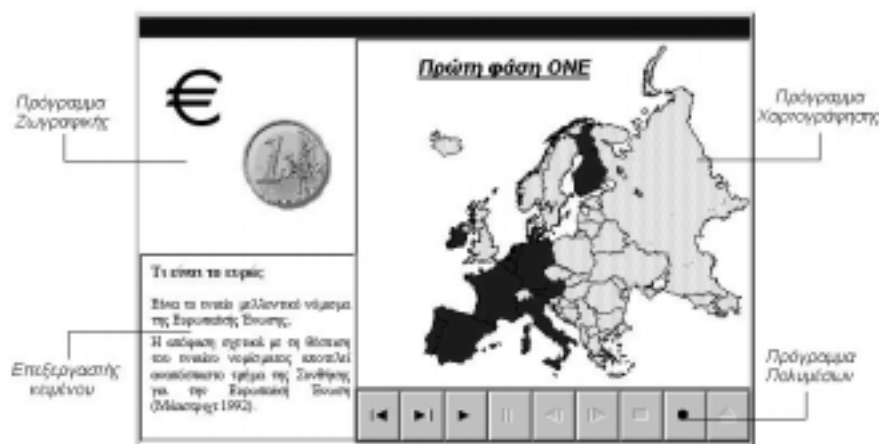 Πρώτη φάση ΟΝΕ
Πρόγραμμα
Ζωγραφικής
€
1
Πρόγραμμα
Χαρτογράφησης
Τι είναι το ευρώ;
Είναι το ενιαίο μελλοντικό νόμισμα
της Ευρωπαϊκής Ένωσης.
Η απόφαση σχετικά με τη θέσπιση
του ενιαίου νομίσματος αποτελεί
αναπόσπαστο τμήμα της Συνθήκης
για την Ευρωπαϊκή Ένωση
(Μάαστριχτ 1992).
Επεξεργαστής
κειμένου
Πρόγραμμα
Πολυμέσων